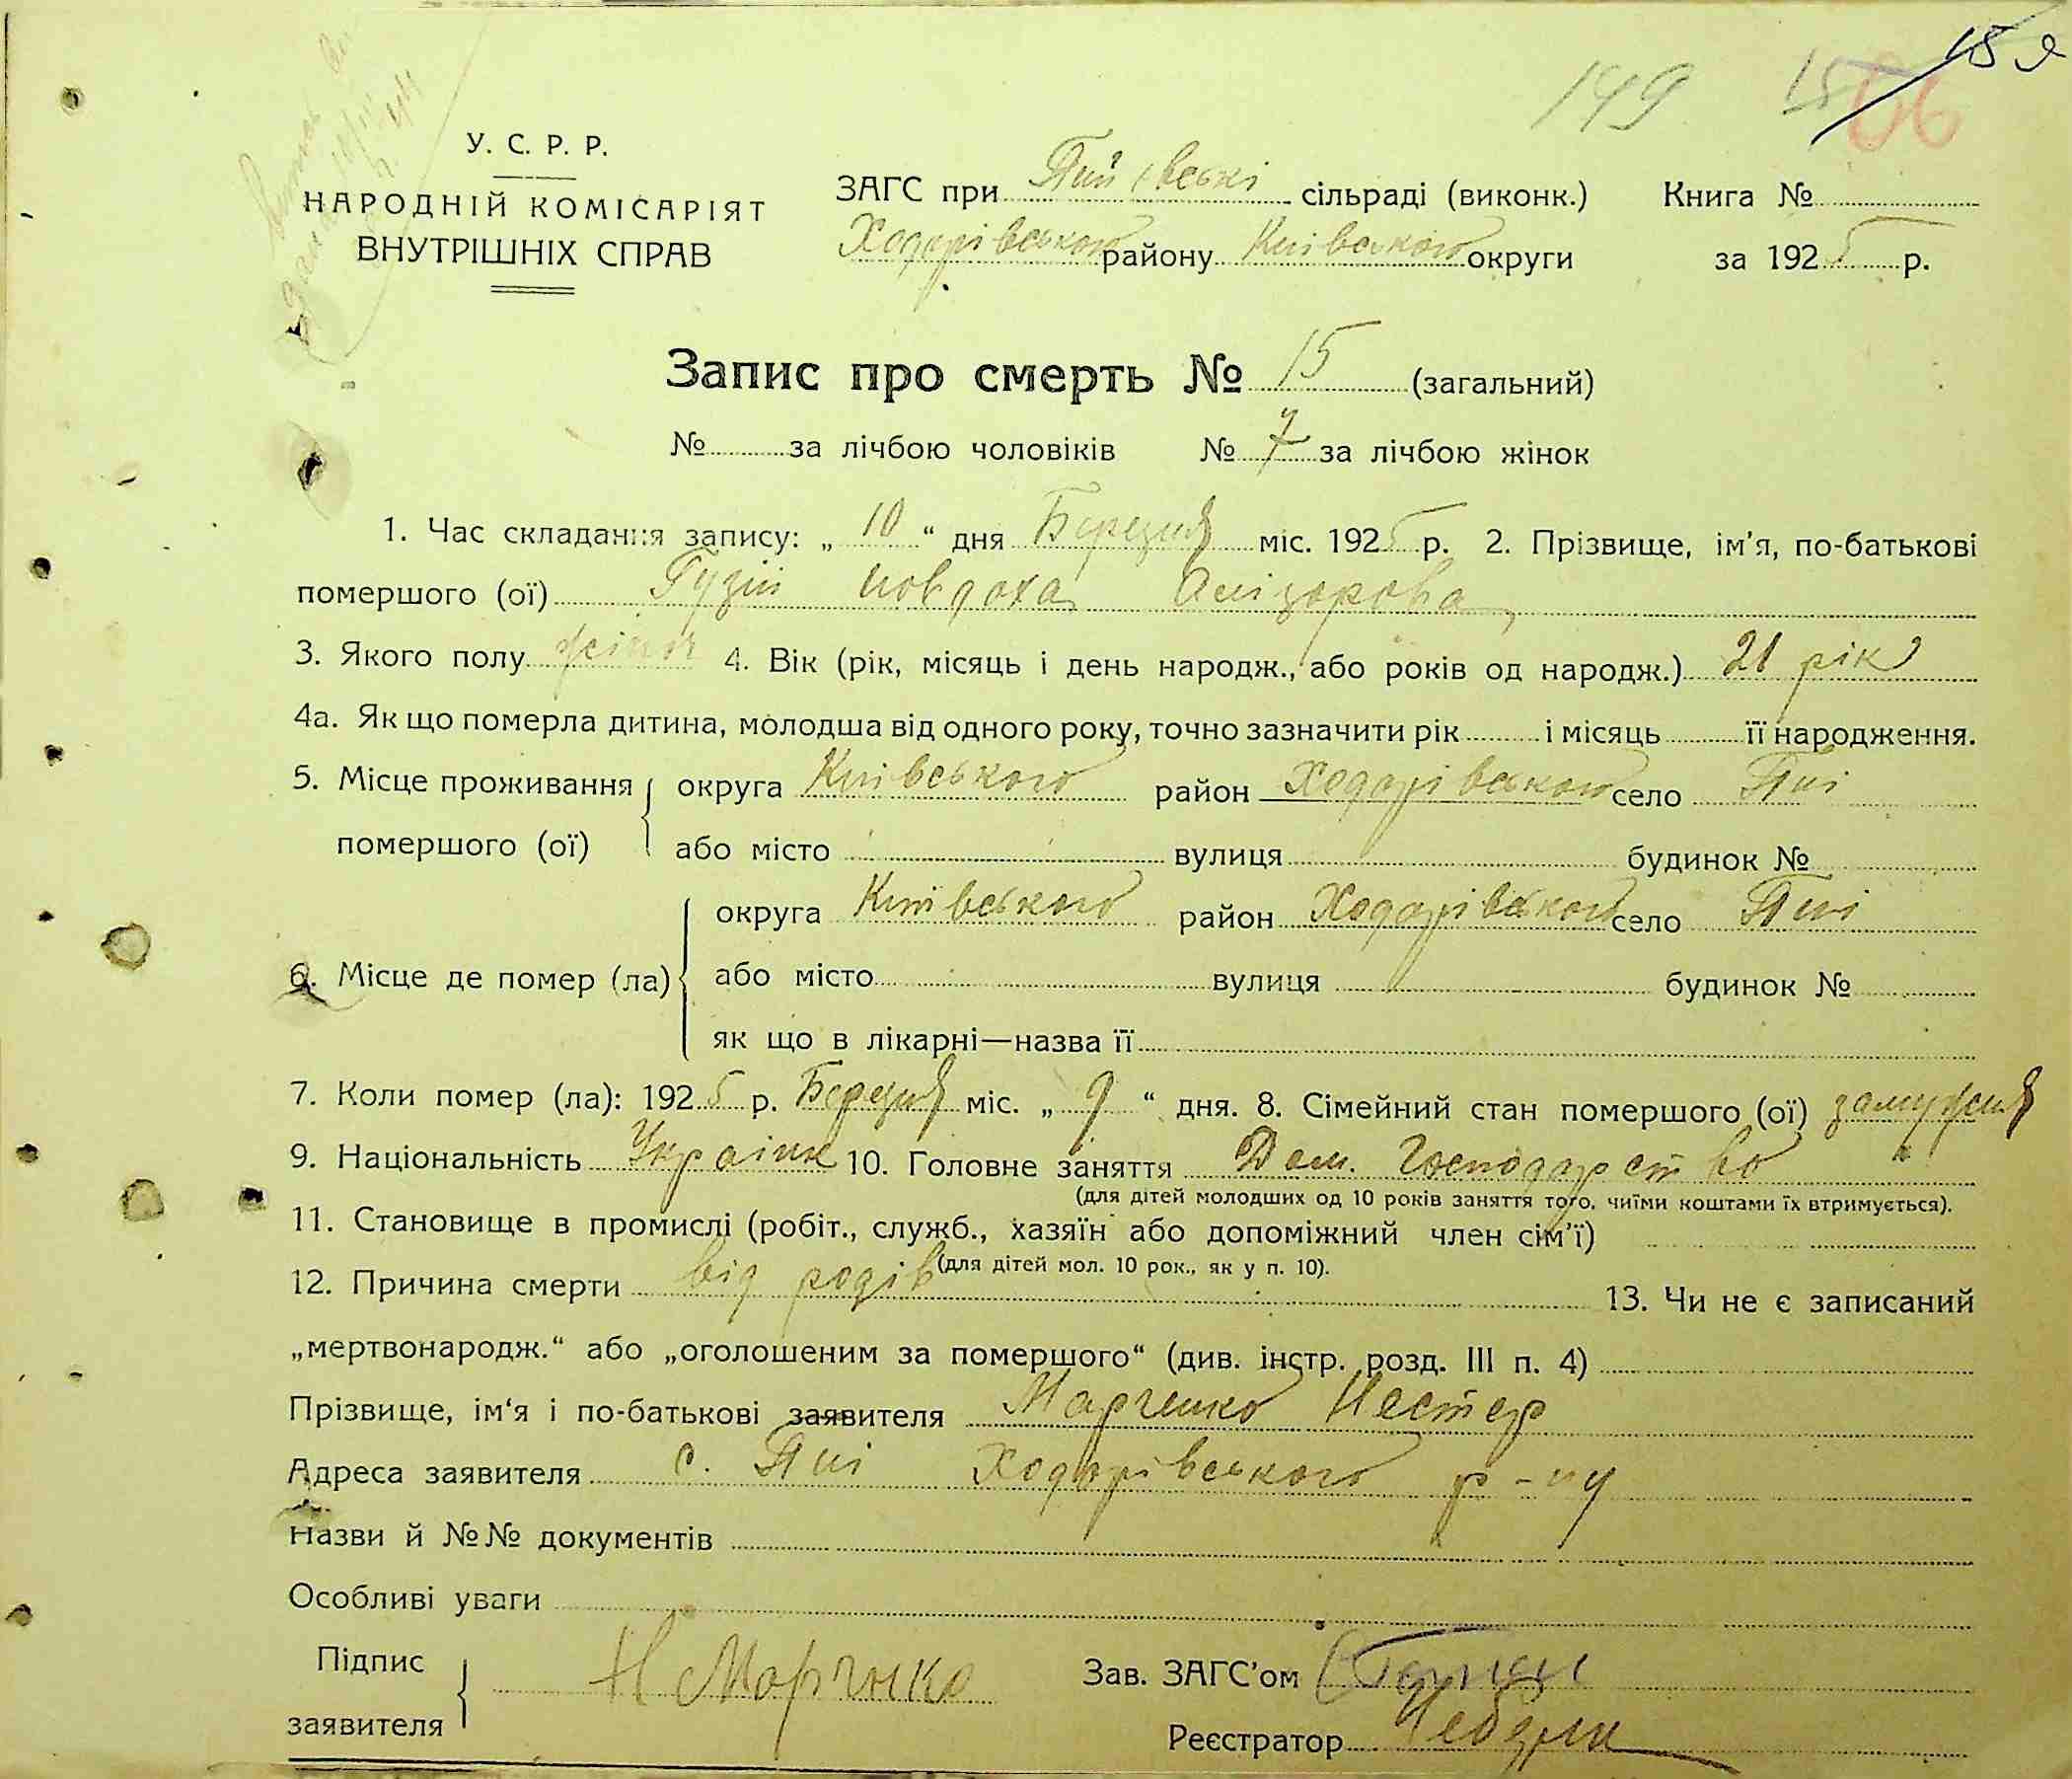 149 15 06 15
У. С. Р. Р.
НАРОДНІЙ КОМІСАРІЯТ
ВНУТРІШНІХ СПРАВ
ЗАГС при сільраді (виконк.) Книга №
Ходорівського району Київського округи за 1925 р.
Запис про смерть № 15 (загальний)
№ за лічбою чоловіків № 7 за лічбою жінок
1. Час складання запису: „ 10 “ дня Березня міс. 1925 р. 2. Прізвище, ім’я, по-батькові
помершого (ої) Гузій
3. Якого полу жіноч 4. Вік (рік, місяць і день народж., або років од народж.) 21 рік
4а. Як що померла дитина, молодша від одного року, точно зазначити рік і місяць її народження.
5. Місце проживання округа Київського район Ходорівського село Пиї
помершого (ої) або місто вулиця будинок №
округа Київського район Ходорівського село Пиї
6. Місце де помер (ла) або місто вулиця будинок №
як що в лікарні—назва її
7. Коли помер (ла): 1925 р. Березня міс. „ 9 “ дня. 8. Сімейний стан помершого (ої) замужня
9. Національність Українк 10. Головне заняття Дом. Господарство
(для дітей молодших од 10 років заняття того, чиїми коштами їх втримується).
11. Становище в промислі (робіт., служб., хазяїн або допоміжний член сім’ї)
(для дітей мол. 10 рок., як у п. 10).
12. Причина смерти від родів 13. Чи не є записаний
„мертвонародж.“ або „оголошеним за помершого“ (див. інстр. розд. III п. 4)
Прізвище, ім‘я і по-батькові заявителя Марченко Нестер
Адреса заявителя с. Пиї Ходорівського р-ну
Назви й №№ документів
Особливі уваги
Підпис
заявителя Н Марченко
Зав. ЗАГС’ом
Реєстратор